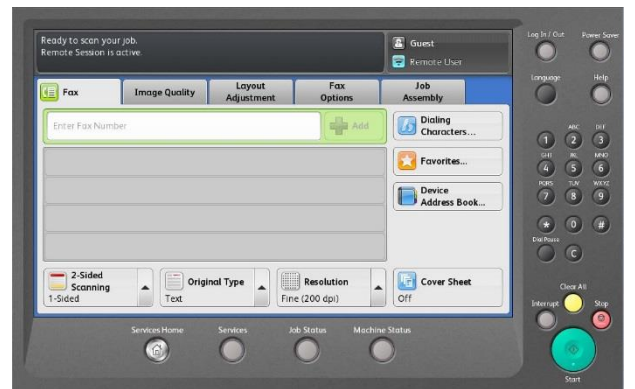 Ready to scan your job.
Remote Session is active.
Guest
Remote User
Log In / Out
Power Saver
Language
Help
Fax
Image Quality
Layout Adjustment
Fax Options
Job Assembly
Enter Fax Number
Add
Dialing Characters...
Favorites...
Device Address Book...
2-Sided Scanning
1-Sided
Original Type
Text
Resolution
Fine (200 dpi)
Cover Sheet
Off
ABC
DEF
1
2
3
GHI
JKL
MNO
4
5
6
PQRS
TUV
WXYZ
7
8
9
*
0
#
Dial Pause
C
Clear All
Interrupt
Stop
Start
Services Home
Services
Job Status
Machine Status